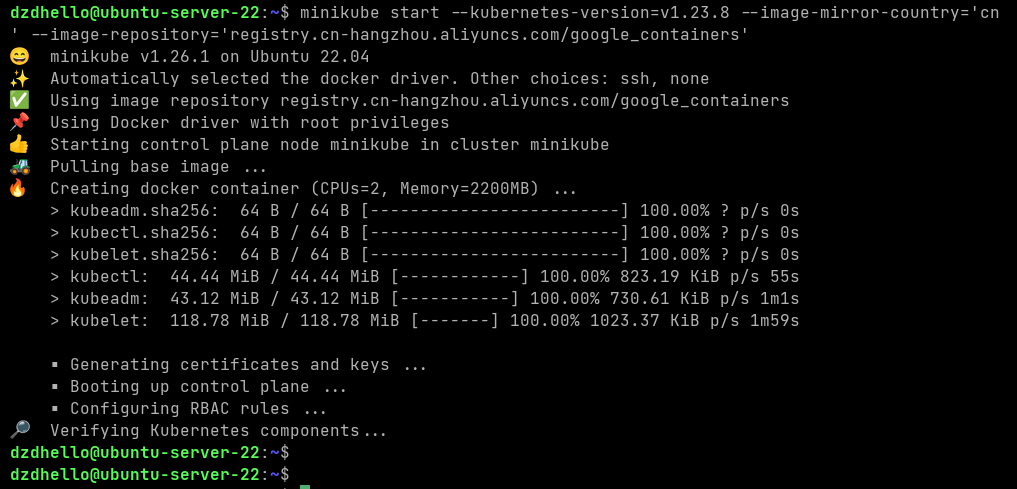 dzdhello@ubuntu-server-22:~$ minikube start --kubernetes-version=v1.23.8 --image-mirror-country='cn
' --image-repository='registry.cn-hangzhou.aliyuncs.com/google_containers'
😄 minikube v1.26.1 on Ubuntu 22.04
✨ Automatically selected the docker driver. Other choices: ssh, none
✅ Using image repository registry.cn-hangzhou.aliyuncs.com/google_containers
📌 Using Docker driver with root privileges
👍 Starting control plane node minikube in cluster minikube
🚜 Pulling base image ...
🔥 Creating docker container (CPUs=2, Memory=2200MB) ...
> kubeadm.sha256: 64 B / 64 B [-------------------------] 100.00% ? p/s 0s
> kubectl.sha256: 64 B / 64 B [-------------------------] 100.00% ? p/s 0s
> kubelet.sha256: 64 B / 64 B [-------------------------] 100.00% ? p/s 0s
> kubectl: 44.44 MiB / 44.44 MiB [------------] 100.00% 823.19 KiB p/s 55s
> kubeadm: 43.12 MiB / 43.12 MiB [-----------] 100.00% 730.61 KiB p/s 1m1s
> kubelet: 118.78 MiB / 118.78 MiB [-------] 100.00% 1023.37 KiB p/s 1m59s
▪ Generating certificates and keys ...
▪ Booting up control plane ...
▪ Configuring RBAC rules ...
🔎 Verifying Kubernetes components...
dzdhello@ubuntu-server-22:~$
dzdhello@ubuntu-server-22:~$